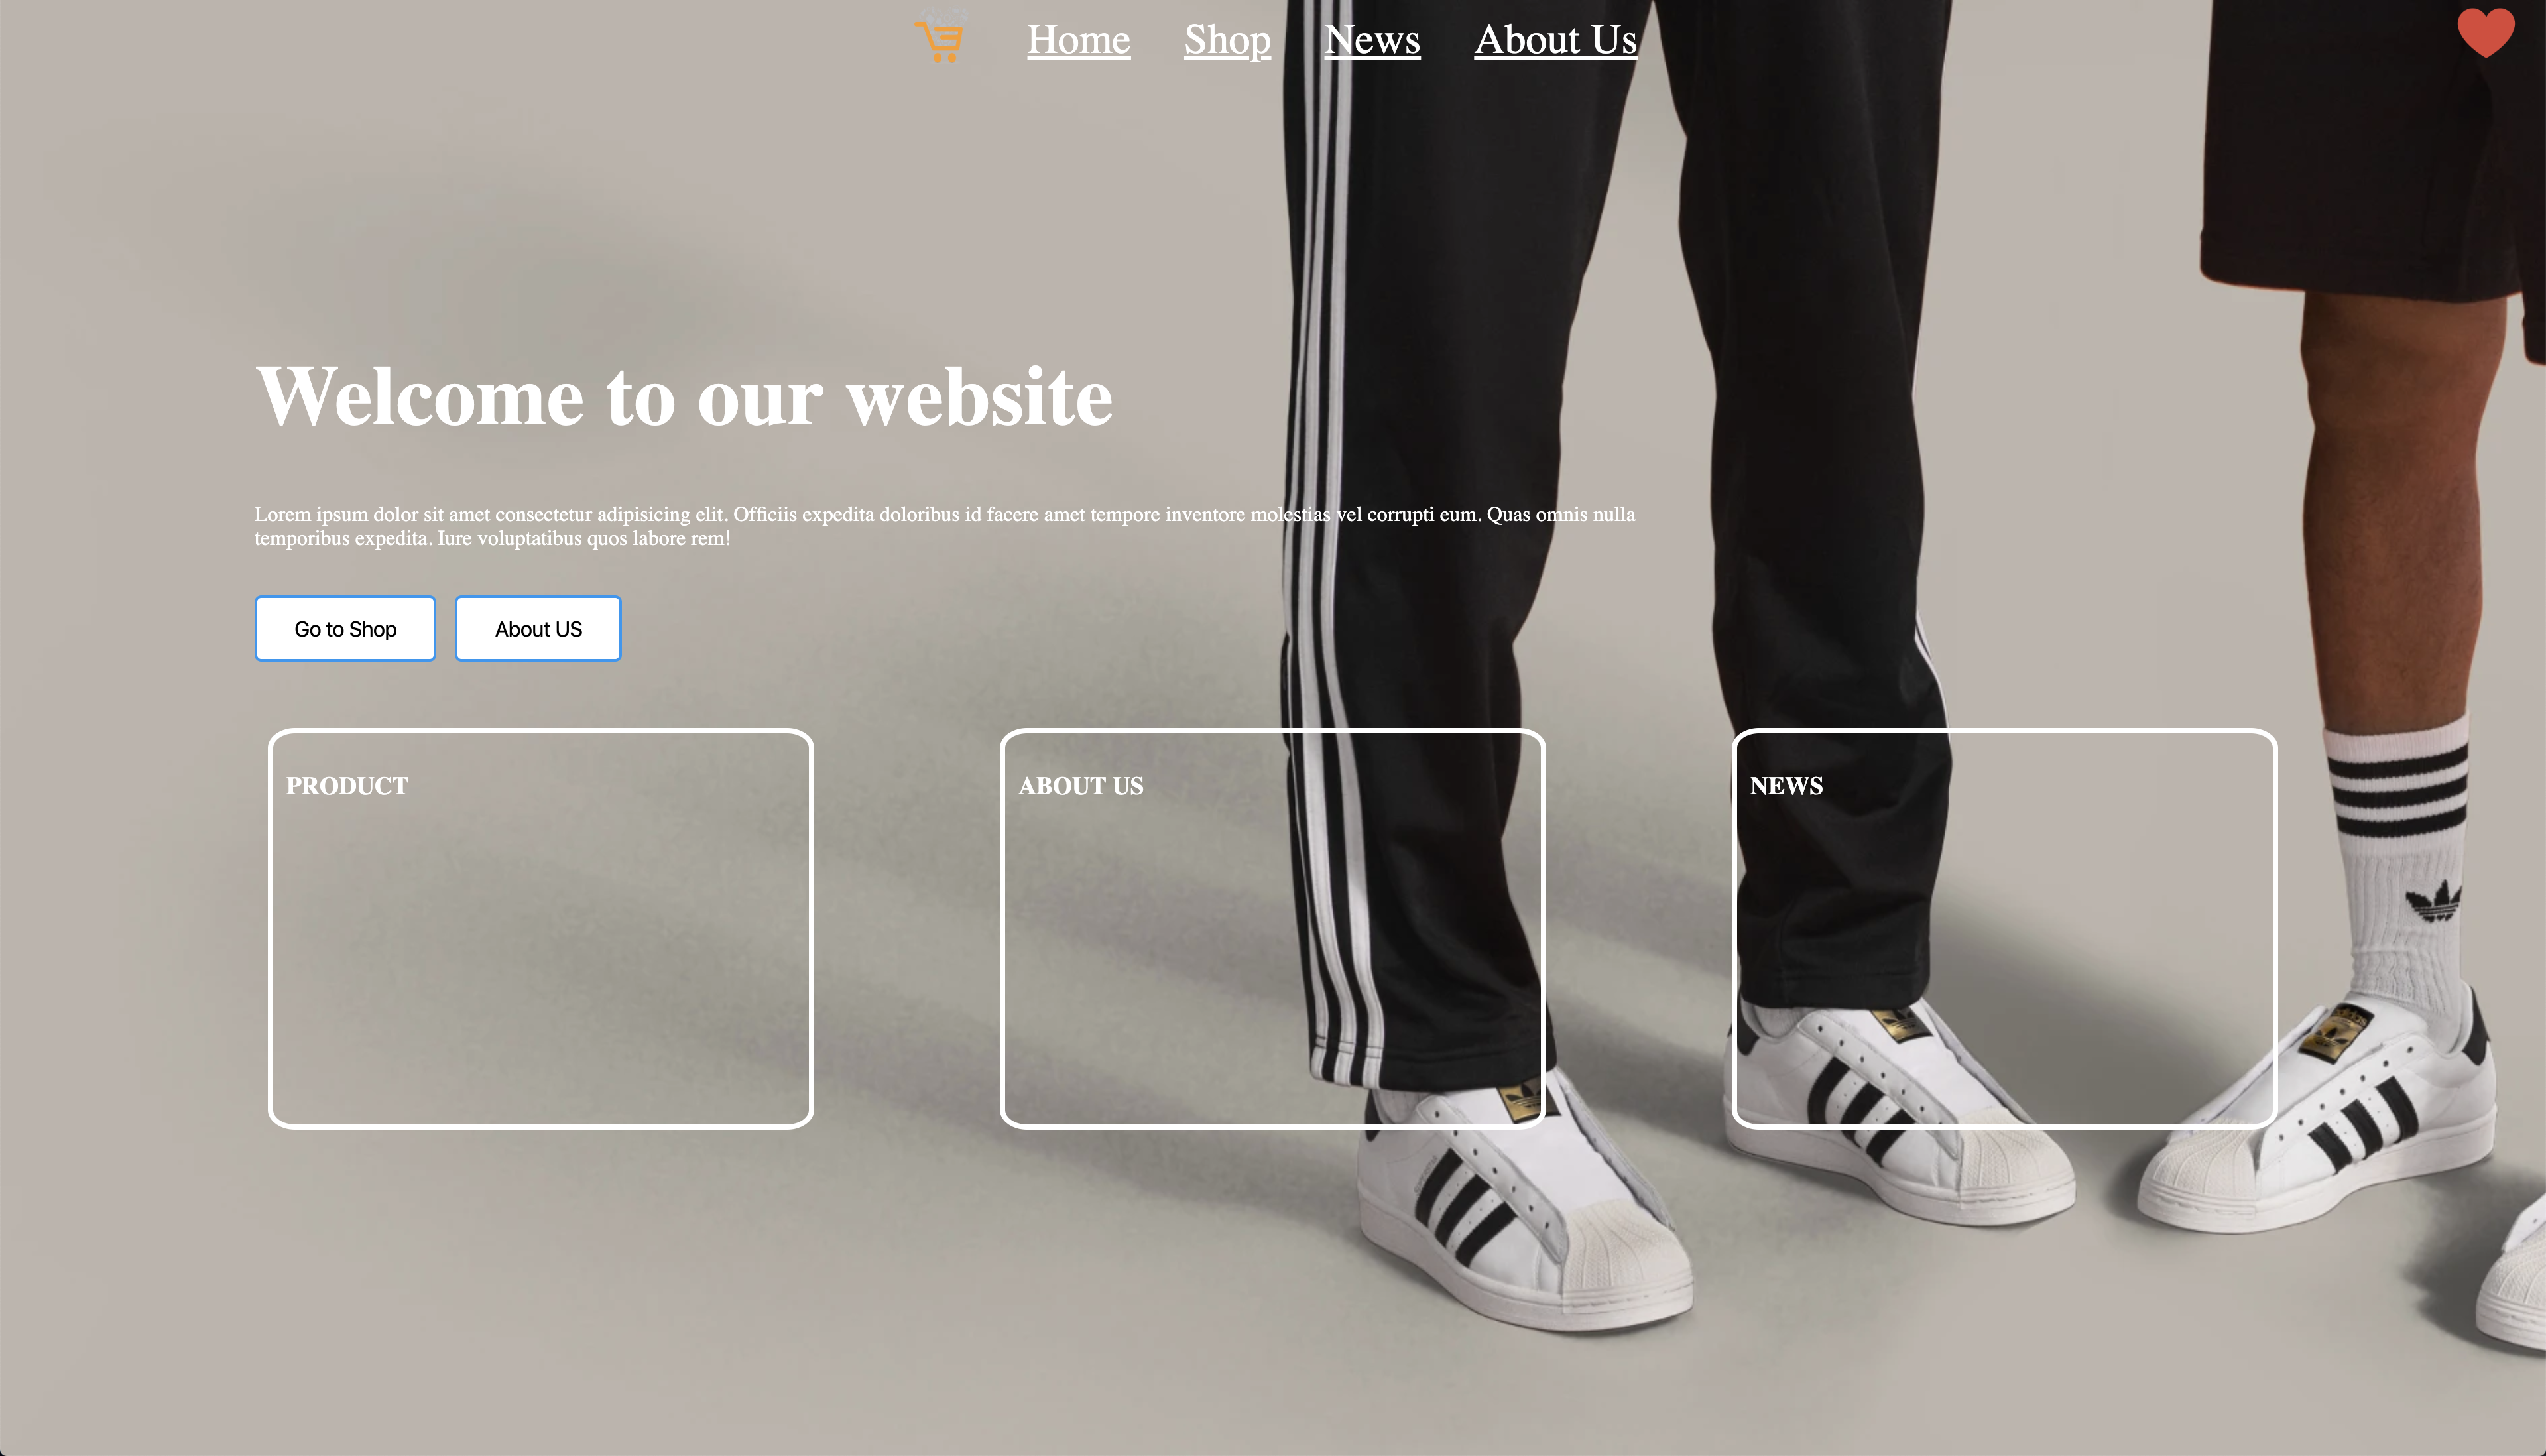 Home Shop News About Us
Welcome to our website
Lorem ipsum dolor sit amet consectetur adipisicing elit. Officiis expedita doloribus id facere amet tempore inventore molestias vel corrupti eum. Quas omnis nulla
temporibus expedita. Iure voluptatibus quos labore rem!
Go to Shop About US
PRODUCT ABOUT US NEWS
adidas